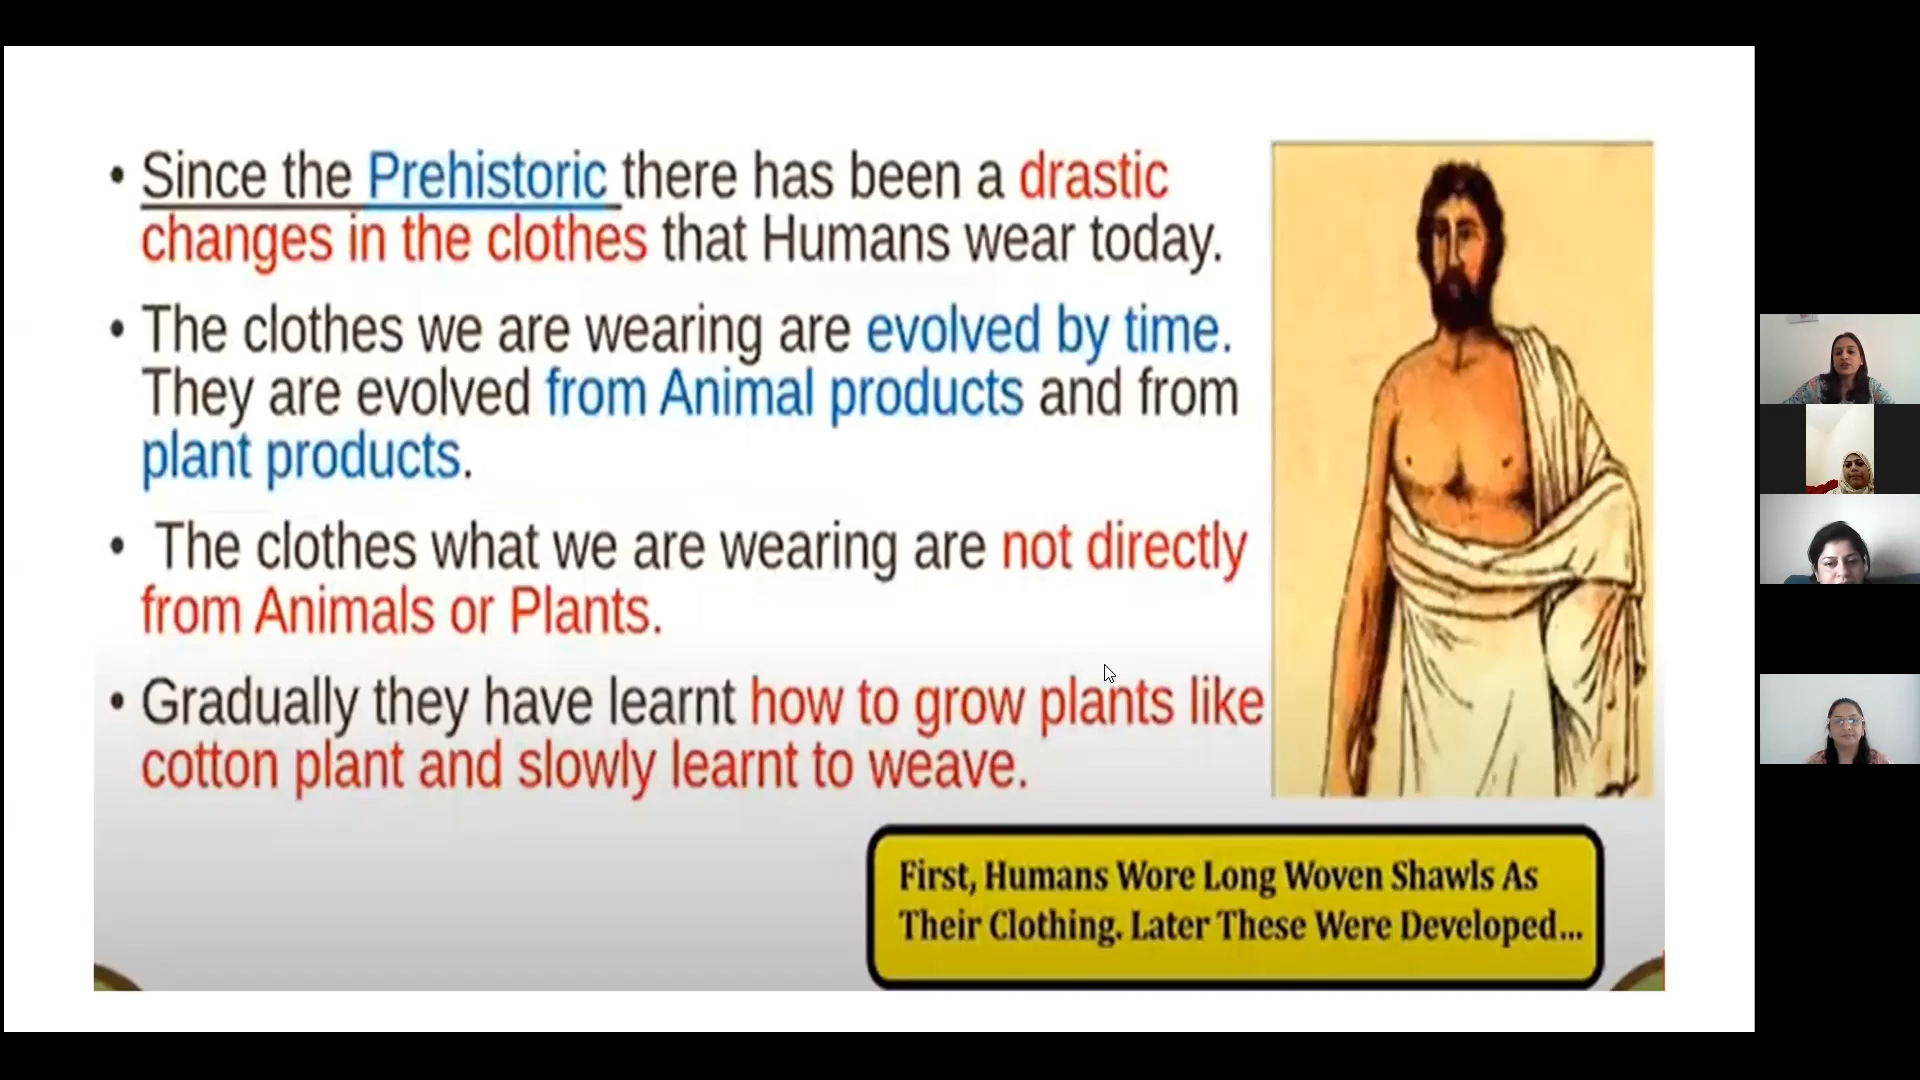 • Since the Prehistoric there has been a drastic
changes in the clothes that Humans wear today.
• The clothes we are wearing are evolved by time.
They are evolved from Animal products and from
plant products.
• The clothes what we are wearing are not directly
from Animals or Plants.
• Gradually they have learnt how to grow plants like
cotton plant and slowly learnt to weave.
First, Humans Wore Long Woven Shawls As
Their Clothing. Later These Were Developed...